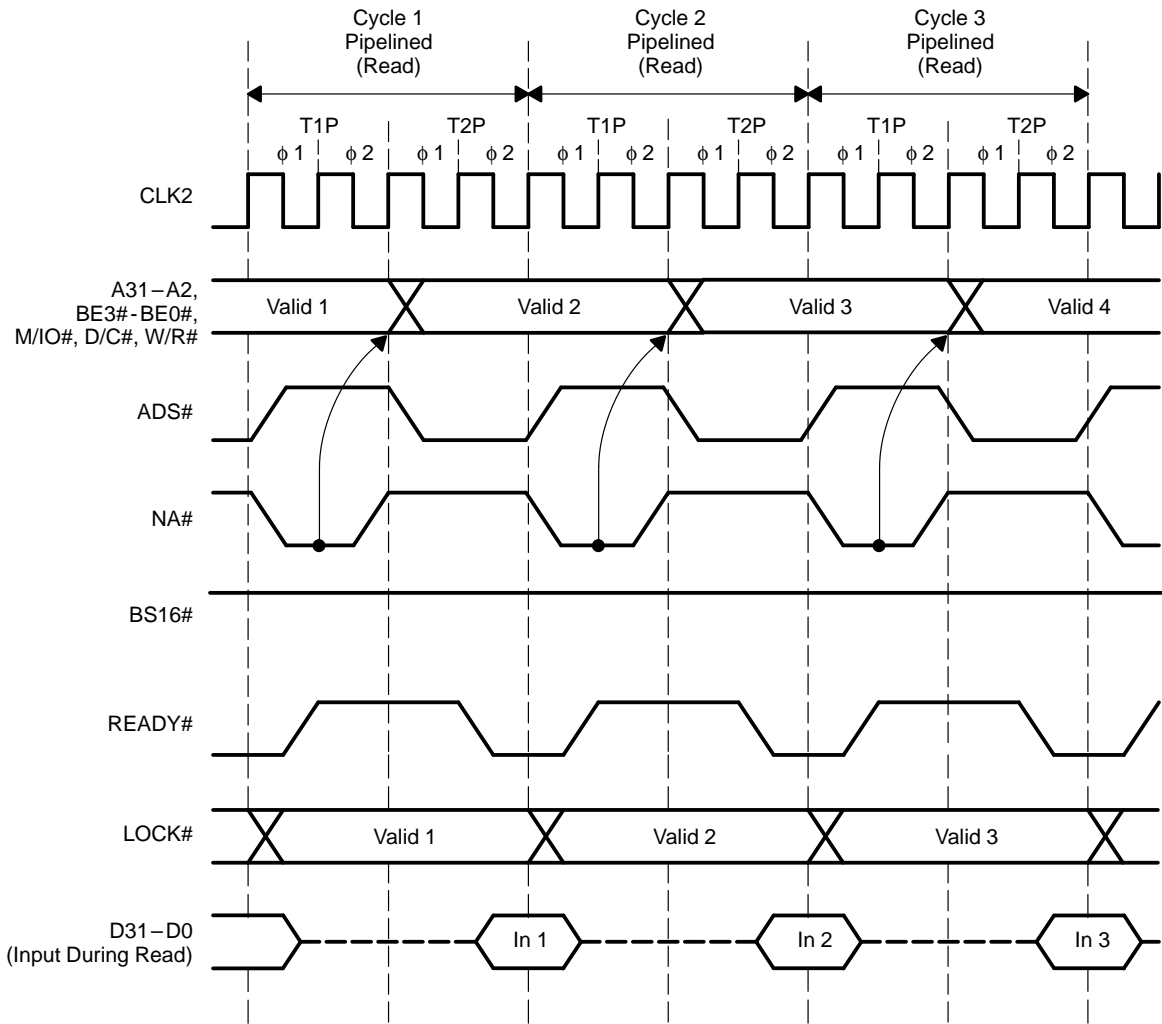 Cycle 1
Pipelined
(Read)
Cycle 2
Pipelined
(Read)
Cycle 3
Pipelined
(Read)
T1P T2P T1P T2P T1P T2P
ϕ 1 ϕ 2 ϕ 1 ϕ 2 ϕ 1 ϕ 2 ϕ 1 ϕ 2 ϕ 1 ϕ 2 ϕ 1 ϕ 2
CLK2
A31–A2,
BE3#-BE0#,
M/IO#, D/C#, W/R#
Valid 1 Valid 2 Valid 3 Valid 4
ADS#
NA#
BS16#
READY#
LOCK#
Valid 1 Valid 2 Valid 3
D31–D0
(Input During Read)
In 1 In 2 In 3